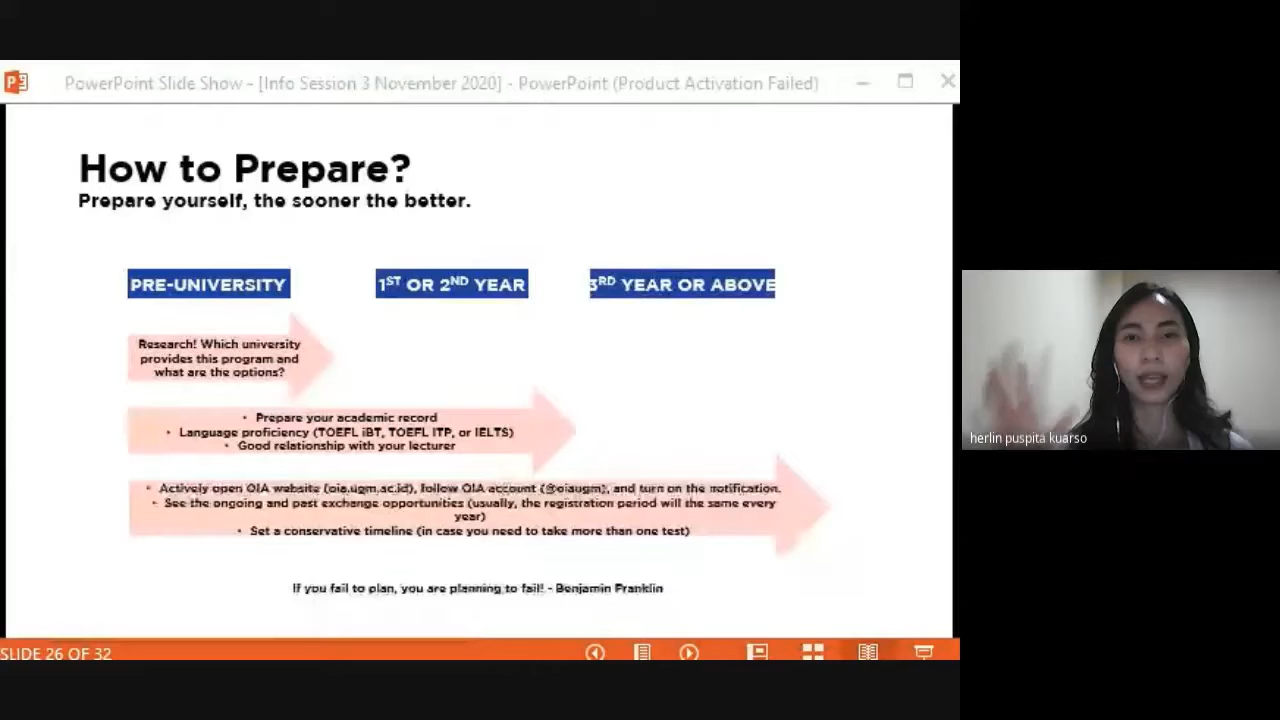 PowerPoint Slide Show - [Info Session 3 November 2020] - PowerPoint (Product Activation Failed)
How to Prepare?
Prepare yourself, the sooner the better.
PRE-UNIVERSITY
1ST OR 2ND YEAR
3RD YEAR OR ABOVE
Research! Which university
provides this program and
what are the options?
• Prepare your academic record
• Language proficiency (TOEFL iBT, TOEFL ITP, or IELTS)
• Good relationship with your lecturer
• Actively open OIA website (oia.ugm.ac.id), follow OIA account (@oiaugm), and turn on the notification.
• See the ongoing and past exchange opportunities (usually, the registration period will the same every
year)
• Set a conservative timeline (in case you need to take more than one test)
If you fail to plan, you are planning to fail! - Benjamin Franklin
SLIDE 26 OF 32
herlin puspita kuarso